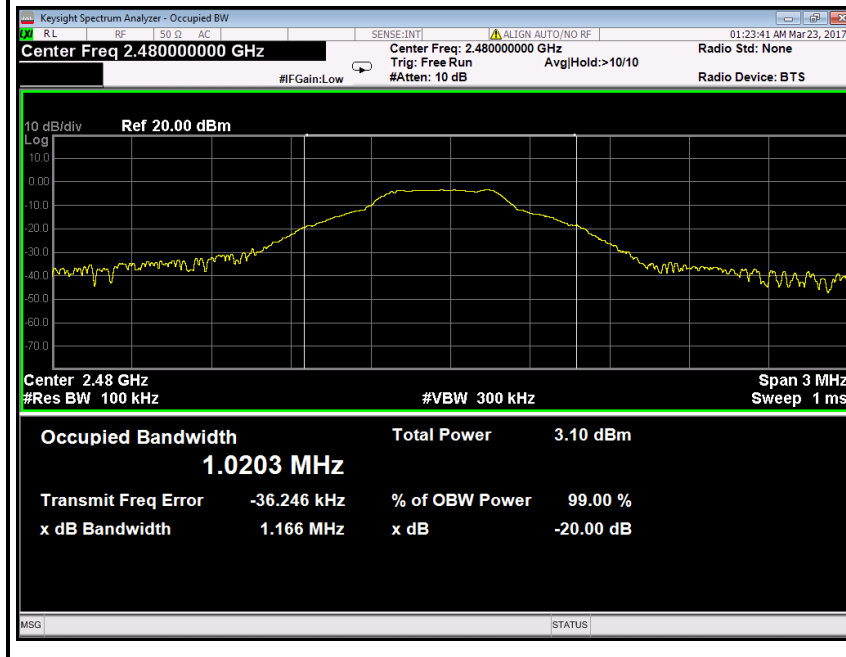 Keysight Spectrum Analyzer - Occupied BW
RL RF 50 Ω AC SENSE:INT ALIGN AUTO/NO RF 01:23:41 AM Mar 23, 2017
Center Freq 2.480000000 GHz
Center Freq: 2.480000000 GHz
Radio Std: None
Trig: Free Run Avg|Hold:>10/10
#IFGain:Low #Atten: 10 dB Radio Device: BTS
10 dB/div Ref 20.00 dBm
Log
10.0
0.00
-10.0
-20.0
-30.0
-40.0
-50.0
-60.0
-70.0
Center 2.48 GHz Span 3 MHz
#Res BW 100 kHz #VBW 300 kHz Sweep 1 ms
Occupied Bandwidth Total Power 3.10 dBm
1.0203 MHz
Transmit Freq Error -36.246 kHz % of OBW Power 99.00 %
x dB Bandwidth 1.166 MHz x dB -20.00 dB
MSG STATUS